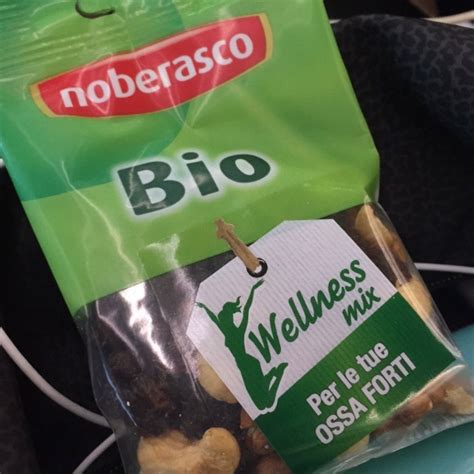 noberasco
Bio
Wellness
mix
Per le tue
OSSA FORTI